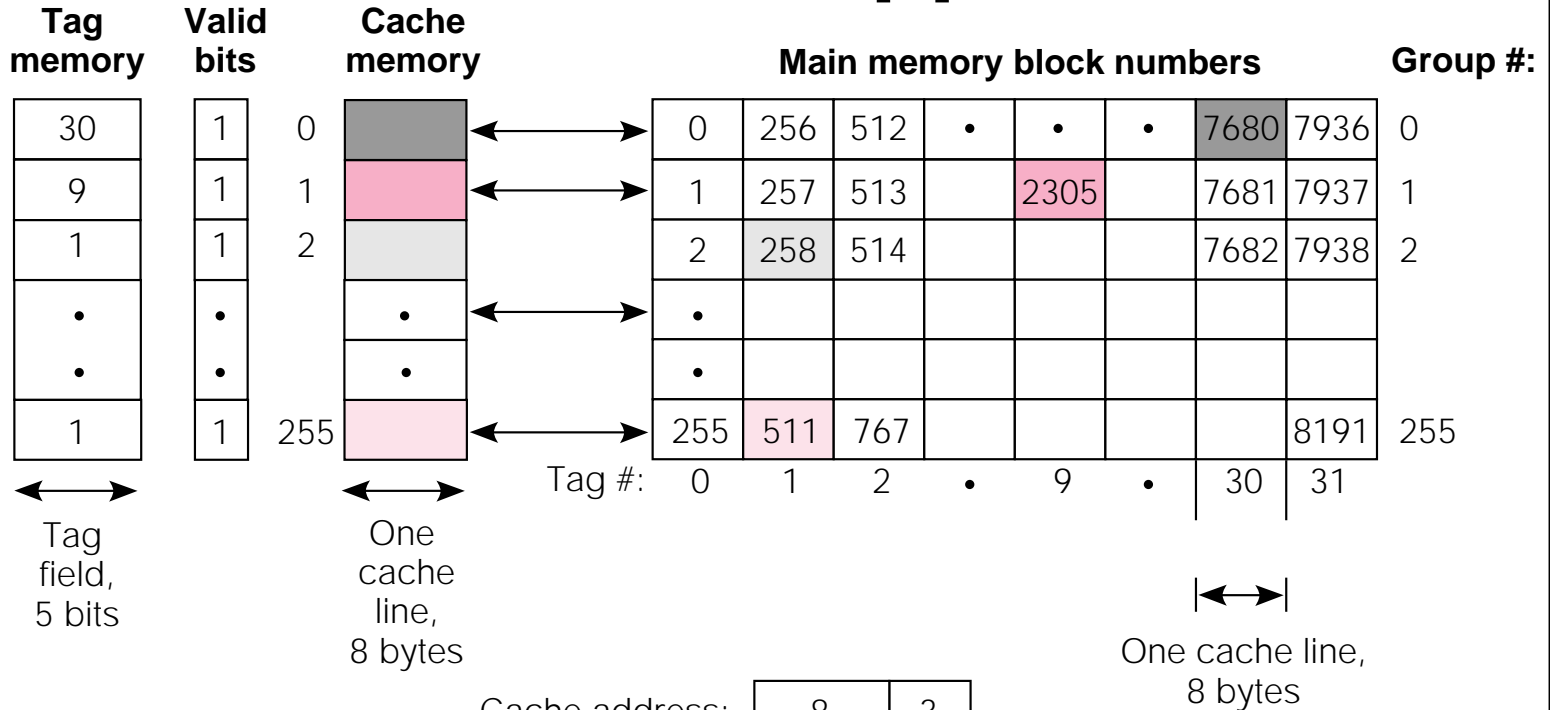 Tag memory
Valid bits
Cache memory
Main memory block numbers
Group #:
30 1 0 0 256 512 • • • 7680 7936 0
9 1 1 1 257 513 2305 7681 7937 1
1 1 2 2 258 514 7682 7938 2
• • • •
• • • •
1 1 255 255 511 767 8191 255
Tag #: 0 1 2 • 9 • 30 31
Tag field, 5 bits
One cache line, 8 bytes
One cache line, 8 bytes
Cache address: 8 3